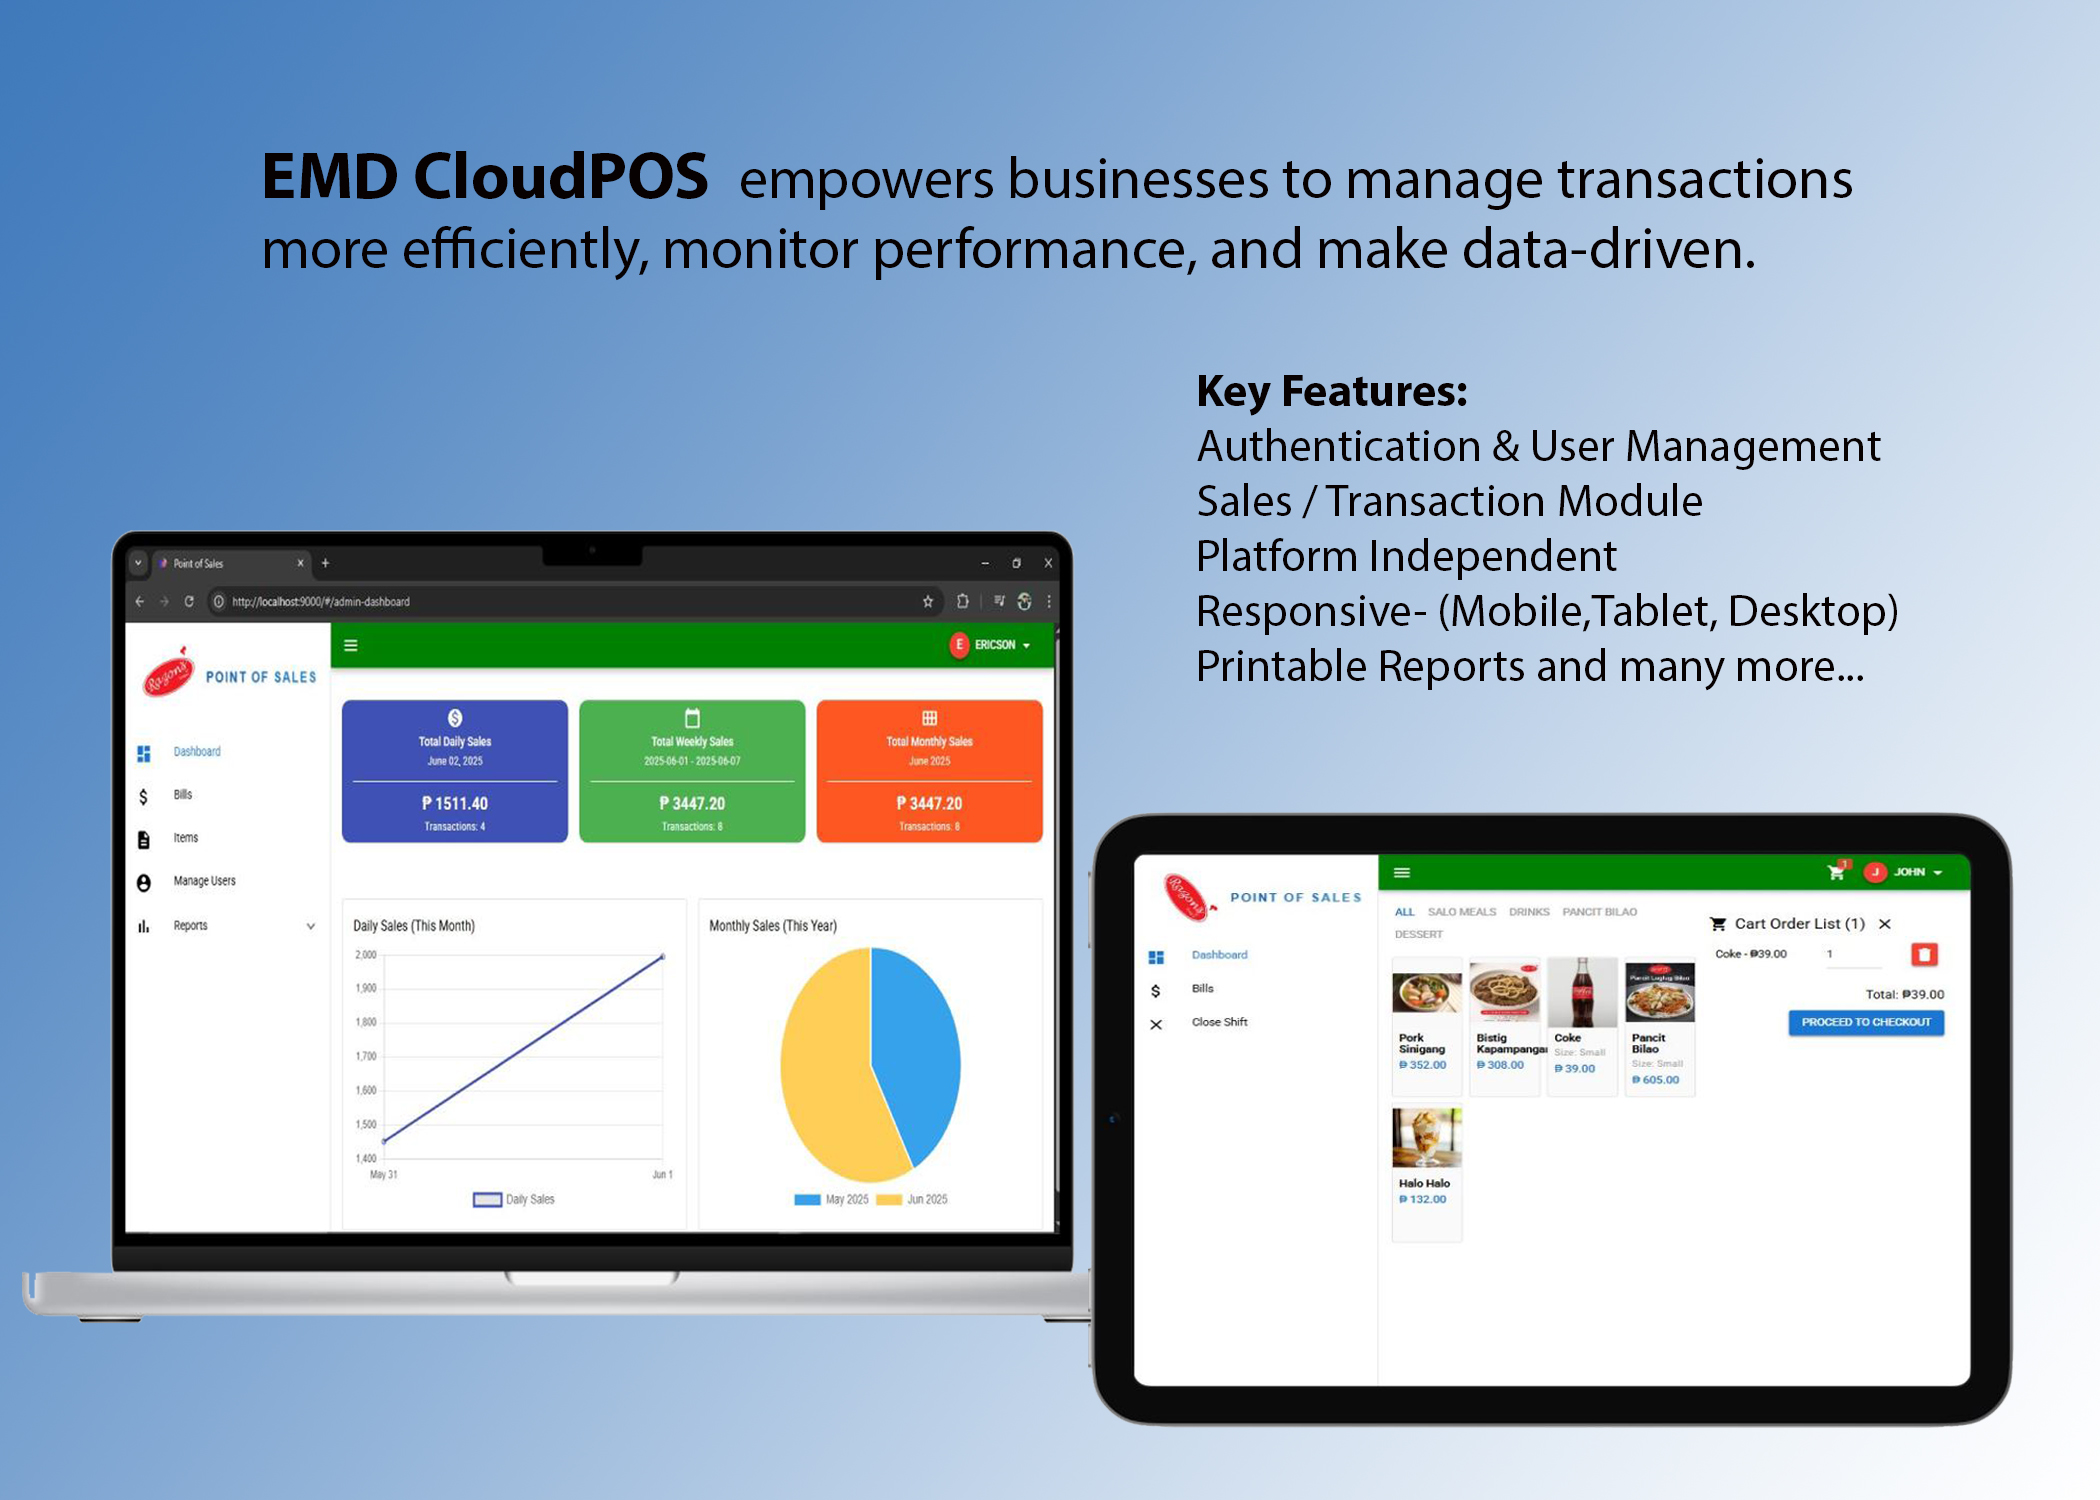 EMD CloudPOS empowers businesses to manage transactions
more efficiently, monitor performance, and make data-driven.
Key Features:
Authentication & User Management
Sales / Transaction Module
Platform Independent
Responsive- (Mobile,Tablet, Desktop)
Printable Reports and many more...
Point of Sales
http://localhost:9000/#/admin-dashboard
Razon's
POINT OF SALES
E ERICSON
Dashboard
Bills
Items
Manage Users
Reports
Total Daily Sales
June 02, 2025
₱ 1511.40
Transactions: 4
Total Weekly Sales
2025-06-01 - 2025-06-07
₱ 3447.20
Transactions: 8
Total Monthly Sales
June 2025
₱ 3447.20
Transactions: 8
Daily Sales (This Month)
2,000
1,900
1,800
1,700
1,600
1,500
1,400
May 31
Jun 1
Daily Sales
Monthly Sales (This Year)
May 2025
Jun 2025
Razon's
POINT OF SALES
1
J JOHN
Dashboard
Bills
Close Shift
ALL SALO MEALS DRINKS PANCIT BILAO
DESSERT
Pork
Sinigang
₱ 352.00
Bistig
Kapampangan
₱ 308.00
Coke
Size: Small
₱ 39.00
Pancit
Bilao
Size: Small
₱ 605.00
Halo Halo
₱ 132.00
Cart Order List (1)
Coke - ₱39.00 1
Total: ₱39.00
PROCEED TO CHECKOUT